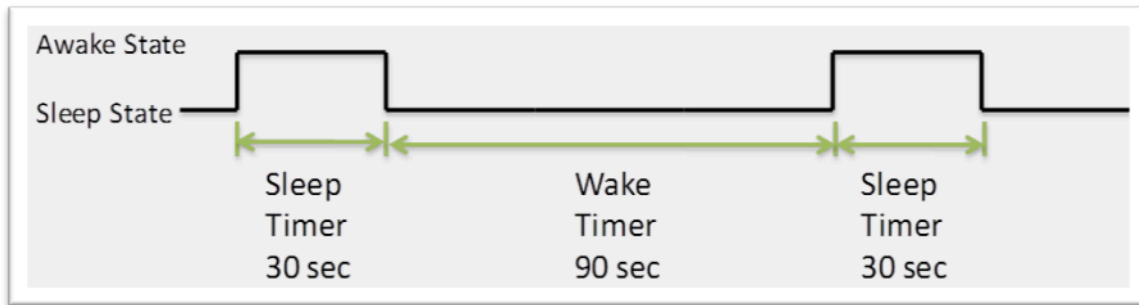 Awake State
Sleep State
Sleep
Timer
30 sec
Wake
Timer
90 sec
Sleep
Timer
30 sec